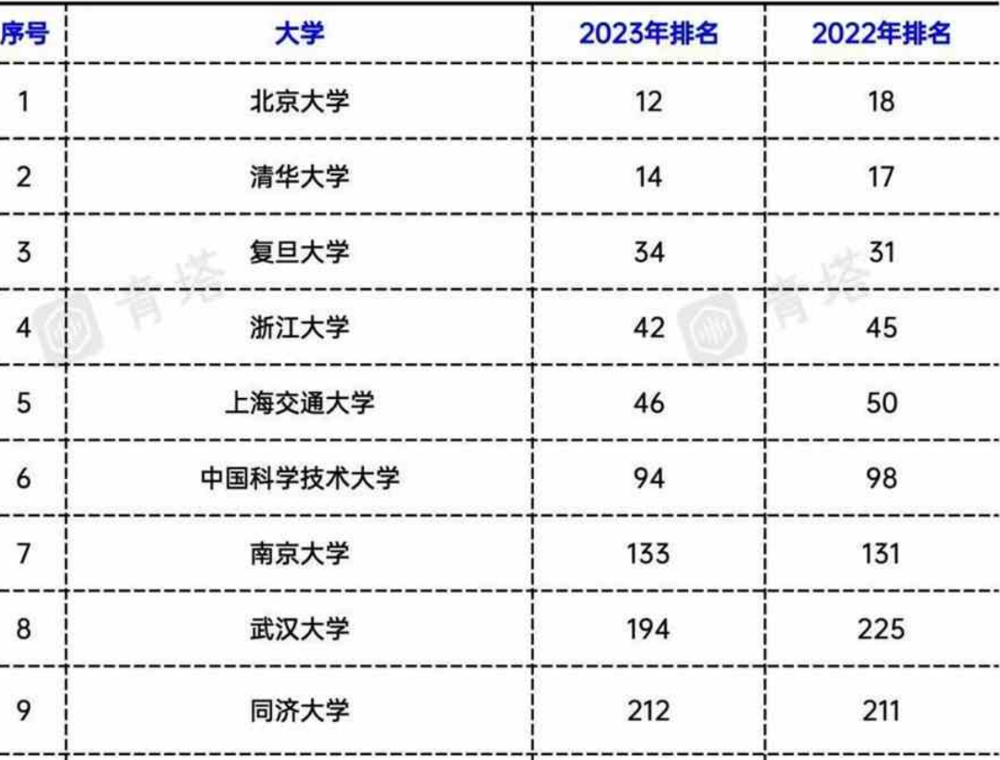 序号 大学 2023年排名 2022年排名
1 北京大学 12 18
2 清华大学 14 17
3 复旦大学 34 31
青塔 青塔
4 浙江大学 42 45
5 上海交通大学 46 50
6 中国科学技术大学 94 98
7 南京大学 133 131
8 武汉大学 194 225
9 同济大学 212 211